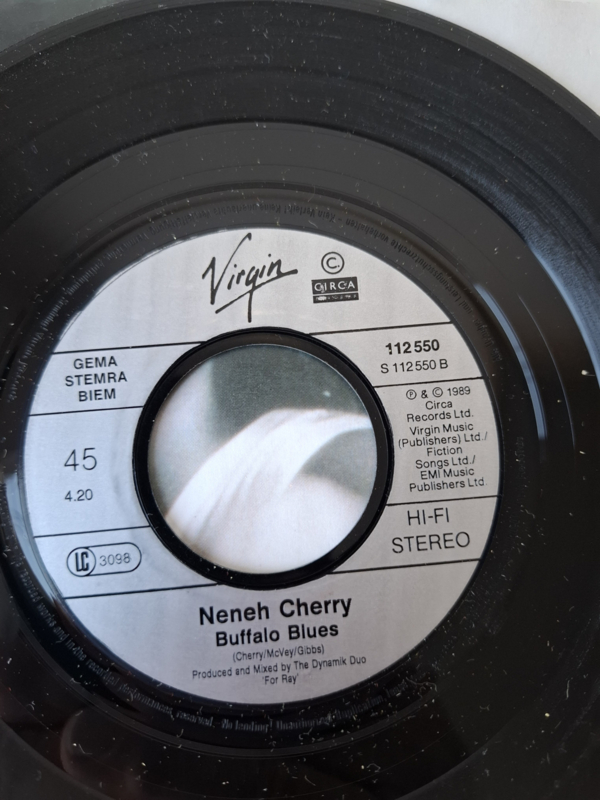 Virgin
©
CIRCA
GEMA
STEMRA
BIEM
112550
S 112 550 B
℗ & © 1989
Circa
Records Ltd.
Virgin Music
(Publishers) Ltd./
Fiction
Songs Ltd./
EMI Music
Publishers Ltd
45
4.20
LC 3098
HI-FI
STEREO
Neneh Cherry
Buffalo Blues
(Cherry/McVey/Gibbs)
Produced and Mixed by The Dynamik Duo
'For Ray'